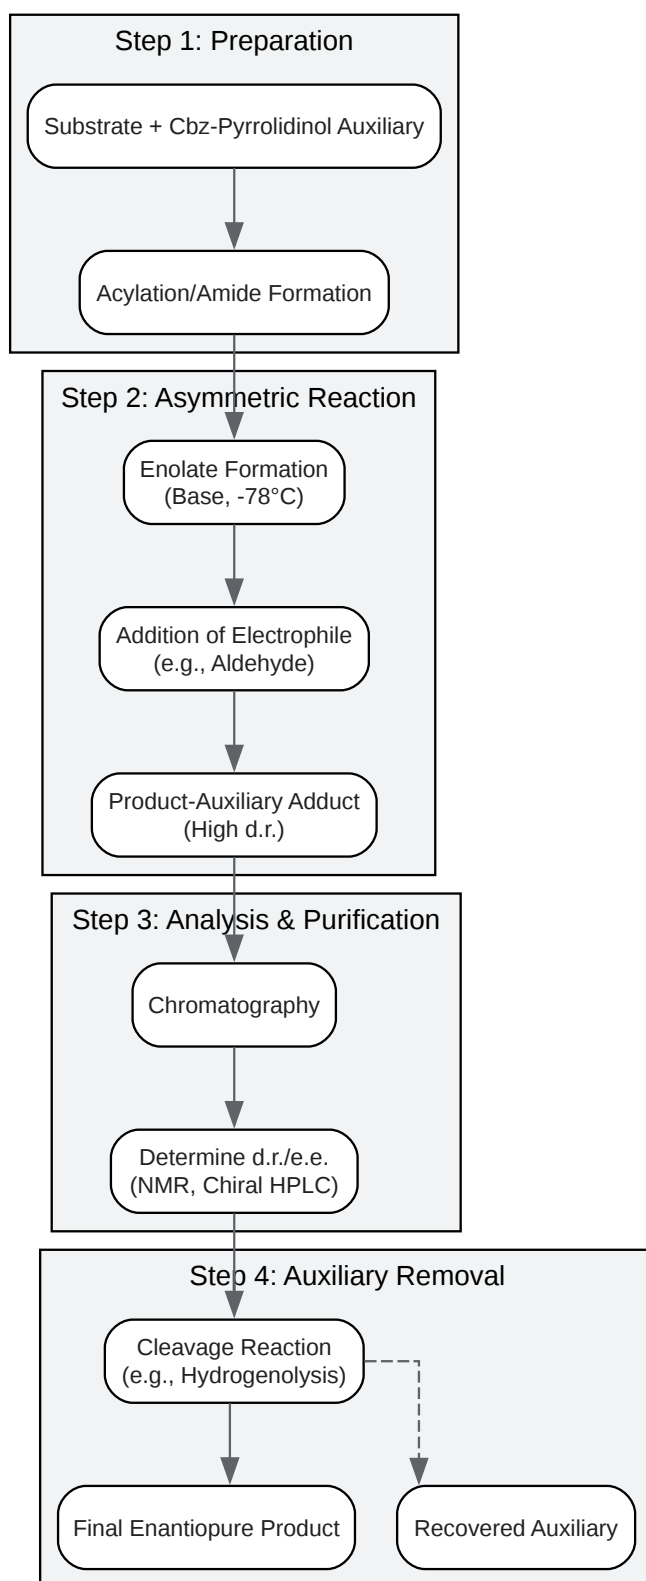 Step 1: Preparation
Substrate + Cbz-Pyrrolidinol Auxiliary
Acylation/Amide Formation
Step 2: Asymmetric Reaction
Enolate Formation
(Base, -78°C)
Addition of Electrophile
(e.g., Aldehyde)
Product-Auxiliary Adduct
(High d.r.)
Step 3: Analysis & Purification
Chromatography
Determine d.r./e.e.
(NMR, Chiral HPLC)
Step 4: Auxiliary Removal
Cleavage Reaction
(e.g., Hydrogenolysis)
Final Enantiopure Product
Recovered Auxiliary